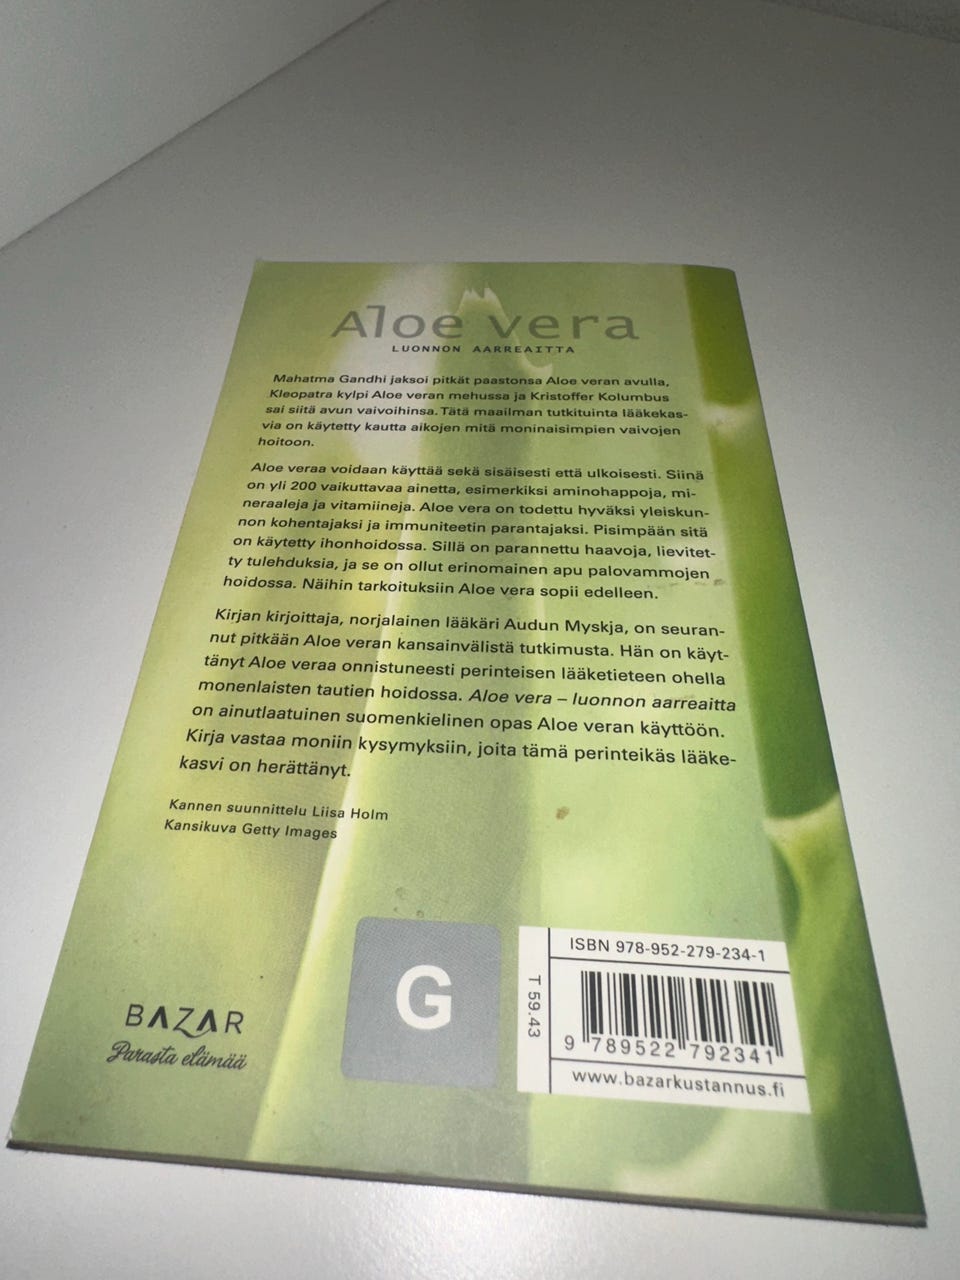 Aloe vera
LUONNON AARREAITTA
Mahatma Gandhi jaksoi pitkät paastonsa Aloe veran avulla,
Kleopatra kylpi Aloe veran mehussa ja Kristoffer Kolumbus
sai siitä avun vaivoihinsa. Tätä maailman tutkituinta lääkekas-
via on käytetty kautta aikojen mitä moninaisimpien vaivojen
hoitoon.
Aloe veraa voidaan käyttää sekä sisäisesti että ulkoisesti. Siinä
on yli 200 vaikuttavaa ainetta, esimerkiksi aminohappoja, mi-
neraaleja ja vitamiineja. Aloe vera on todettu hyväksi yleiskun-
non kohentajaksi ja immuniteetin parantajaksi. Pisimpään sitä
on käytetty ihonhoidossa. Sillä on parannettu haavoja, lievitet-
ty tulehduksia, ja se on ollut erinomainen apu palovammojen
hoidossa. Näihin tarkoituksiin Aloe vera sopii edelleen.
Kirjan kirjoittaja, norjalainen lääkäri Audun Myskja, on seuran-
nut pitkään Aloe veran kansainvälistä tutkimusta. Hän on käyt-
tänyt Aloe veraa onnistuneesti perinteisen lääketieteen ohella
monenlaisten tautien hoidossa. Aloe vera – luonnon aarreaitta
on ainutlaatuinen suomenkielinen opas Aloe veran käyttöön.
Kirja vastaa moniin kysymyksiin, joita tämä perinteikäs lääke-
kasvi on herättänyt.
Kannen suunnittelu Liisa Holm
Kansikuva Getty Images
BAZAR
Parasta elämää
G
T 59.43
ISBN 978-952-279-234-1
9 789522 792341
www.bazarkustannus.fi